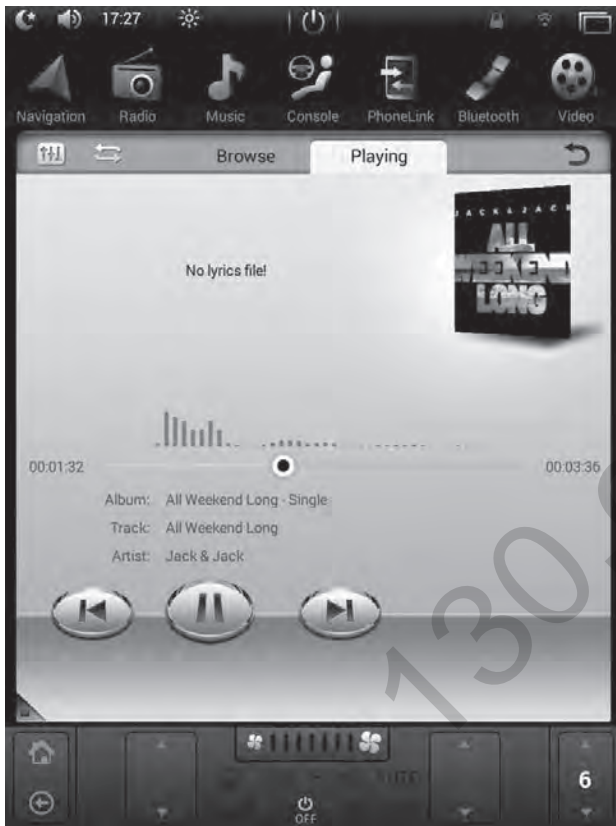 17:27
Navigation Radio Music Console PhoneLink Bluetooth Video
Browse Playing
JACK & JACK
ALL
WEEKEND
LONG
No lyrics file!
00:01:32 00:03:36
Album: All Weekend Long - Single
Track: All Weekend Long
Artist: Jack & Jack
6
OFF